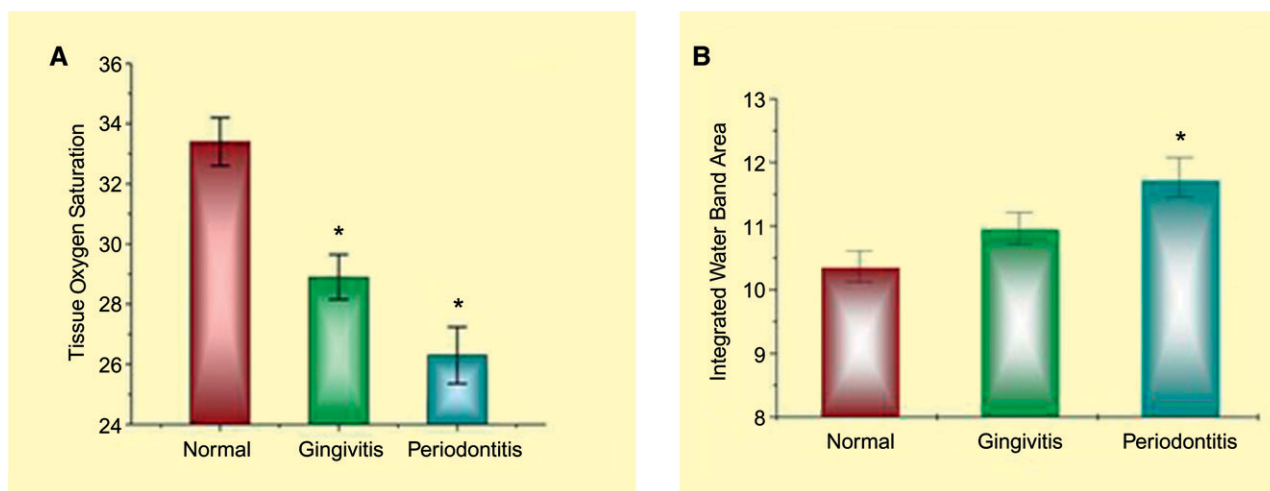 A
Tissue Oxygen Saturation
36
34
32
30
28
26
24
*
*
Normal Gingivitis Periodontitis
B
Integrated Water Band Area
13
12
11
10
9
8
*
Normal Gingivitis Periodontitis